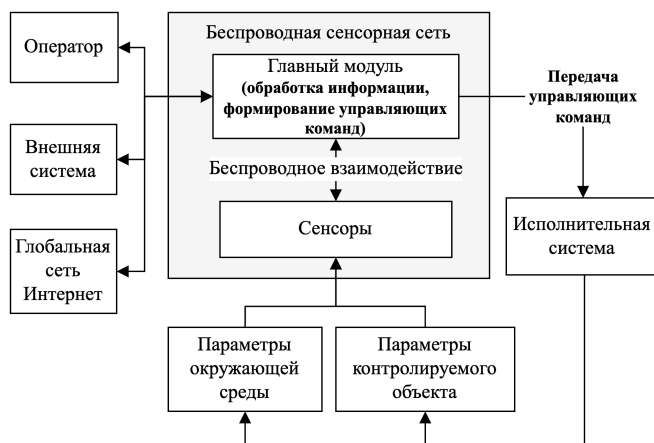 Оператор
Беспроводная сенсорная сеть
Главный модуль
(обработка информации,
формирование управляющих
команд)
Передача
управляющих
команд
Внешняя
система
Беспроводное взаимодействие
Сенсоры
Исполнительная
система
Глобальная
сеть
Интернет
Параметры
окружающей
среды
Параметры
контролируемого
объекта